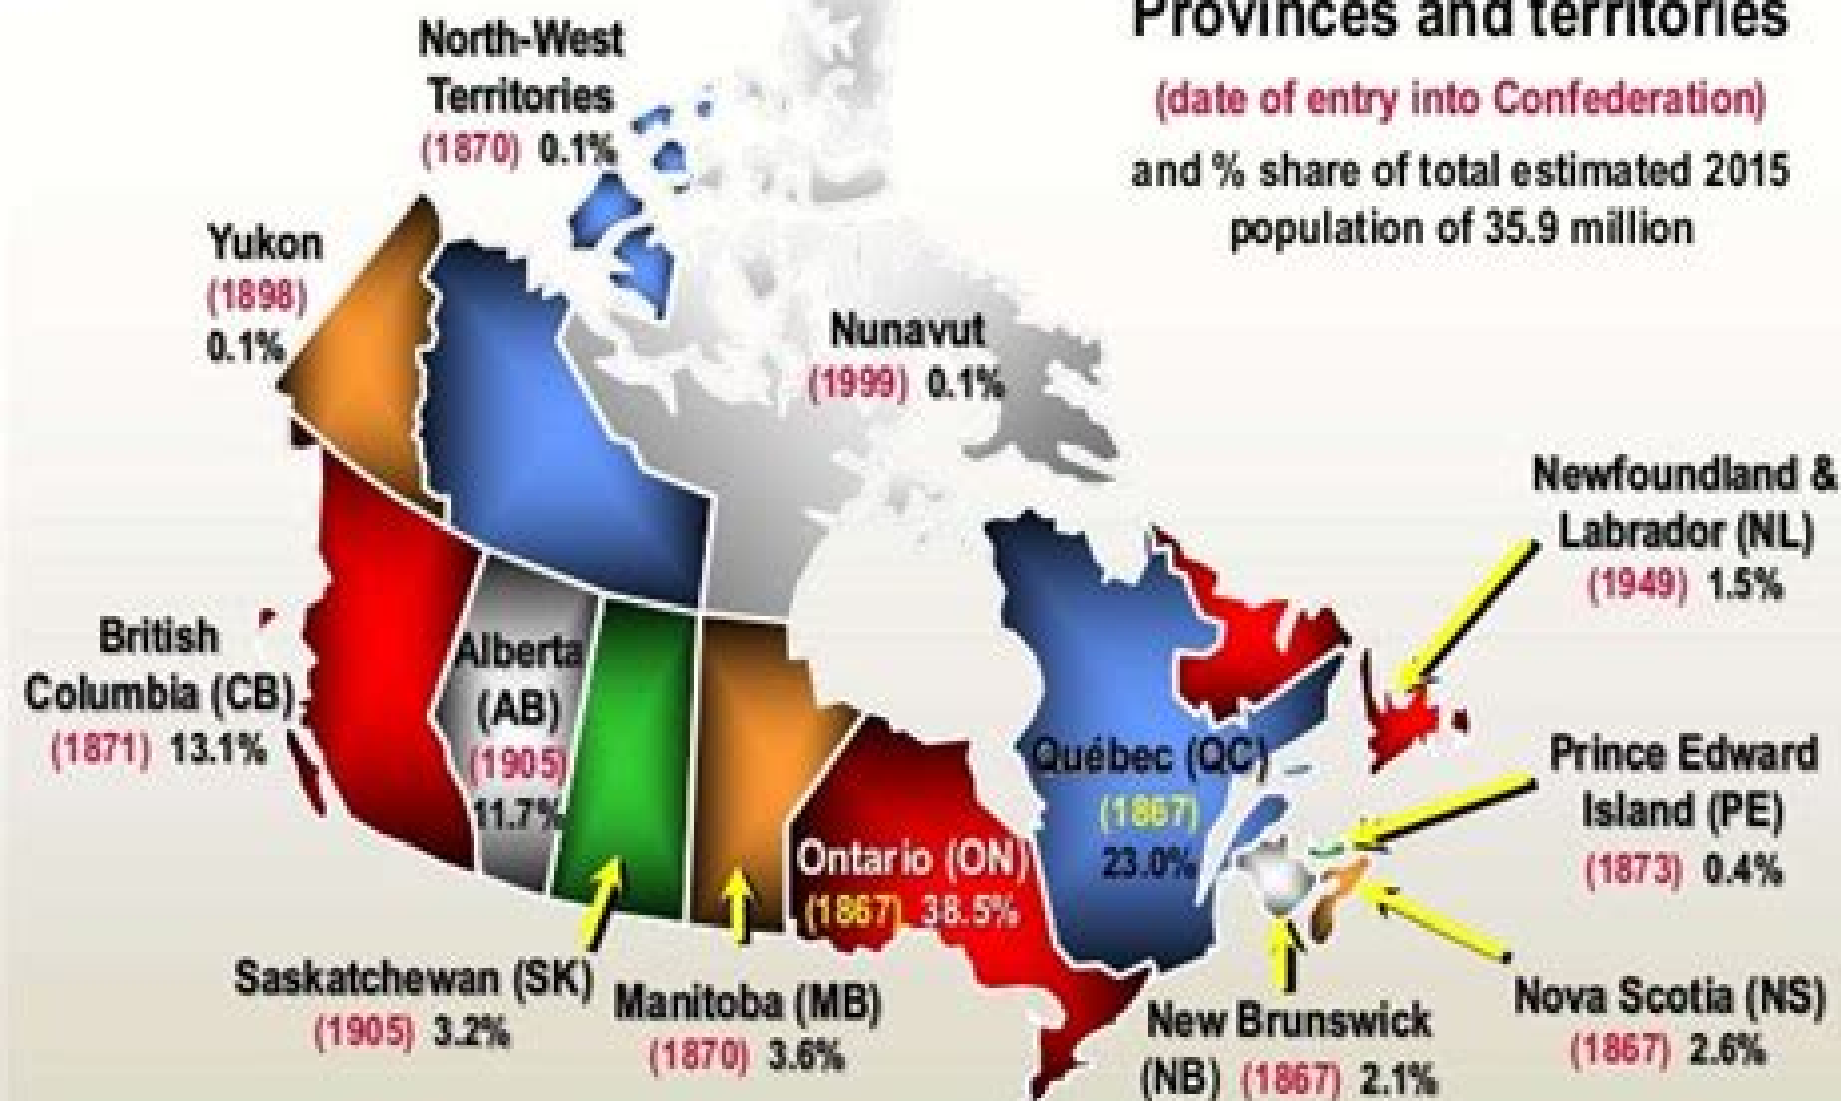 Provinces and territories
(date of entry into Confederation)
and % share of total estimated 2015
population of 35.9 million
North-West
Territories
(1870) 0.1%
Yukon
(1898)
0.1%
Nunavut
(1999) 0.1%
Newfoundland &
Labrador (NL)
(1949) 1.5%
British
Columbia (CB)
(1871) 13.1%
Alberta
(AB)
(1905)
11.7%
Québec (QC)
(1867)
23.0%
Prince Edward
Island (PE)
(1873) 0.4%
Ontario (ON)
(1867) 38.5%
Saskatchewan (SK)
(1905) 3.2%
Manitoba (MB)
(1870) 3.6%
New Brunswick
(NB) (1867) 2.1%
Nova Scotia (NS)
(1867) 2.6%